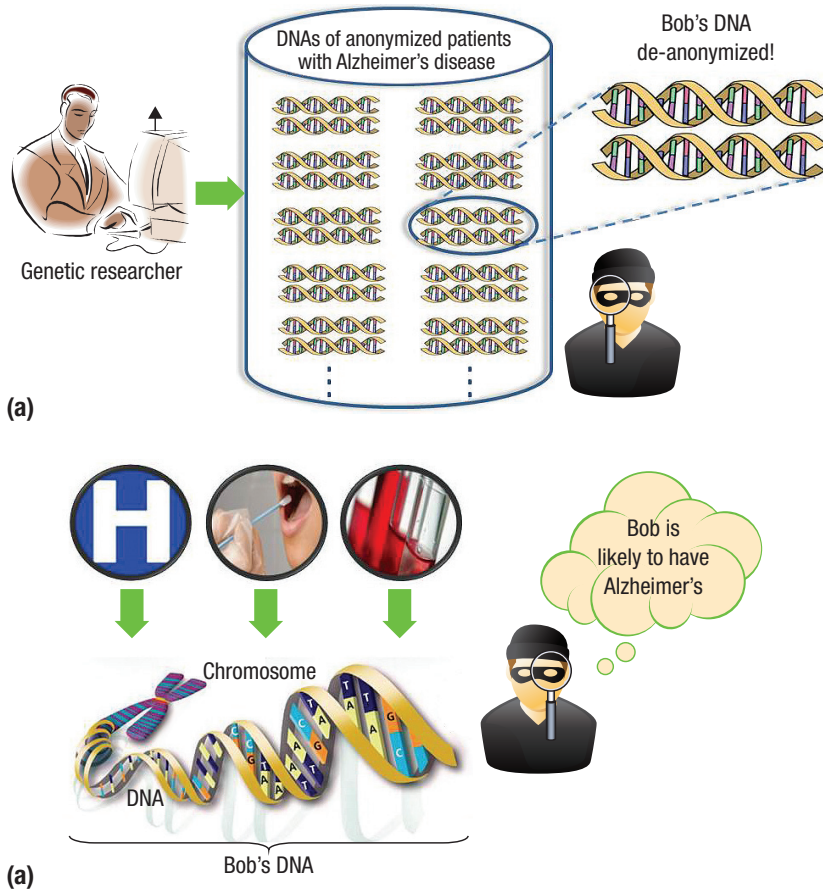 DNAs of anonymized patients
with Alzheimer's disease
Bob's DNA
de-anonymized!
Genetic researcher
(a)
H
Bob is
likely to have
Alzheimer's
Chromosome
DNA
C
C
G
T
A
A
C
A
T
A
G
A
T
T
T
A
A
G
C
Bob's DNA
(a)